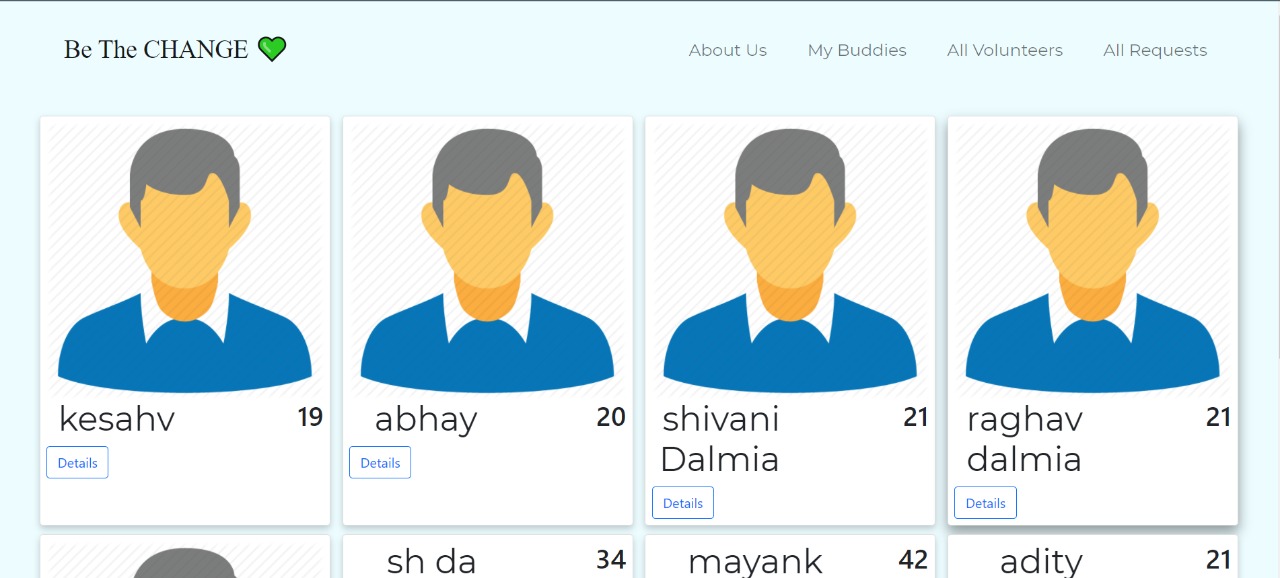 Be The CHANGE 💚
About Us My Buddies All Volunteers All Requests
kesahv 19
Details
abhay 20
Details
shivani 21
Dalmia
Details
raghav 21
dalmia
Details
sh da 34
mayank 42
adity 21